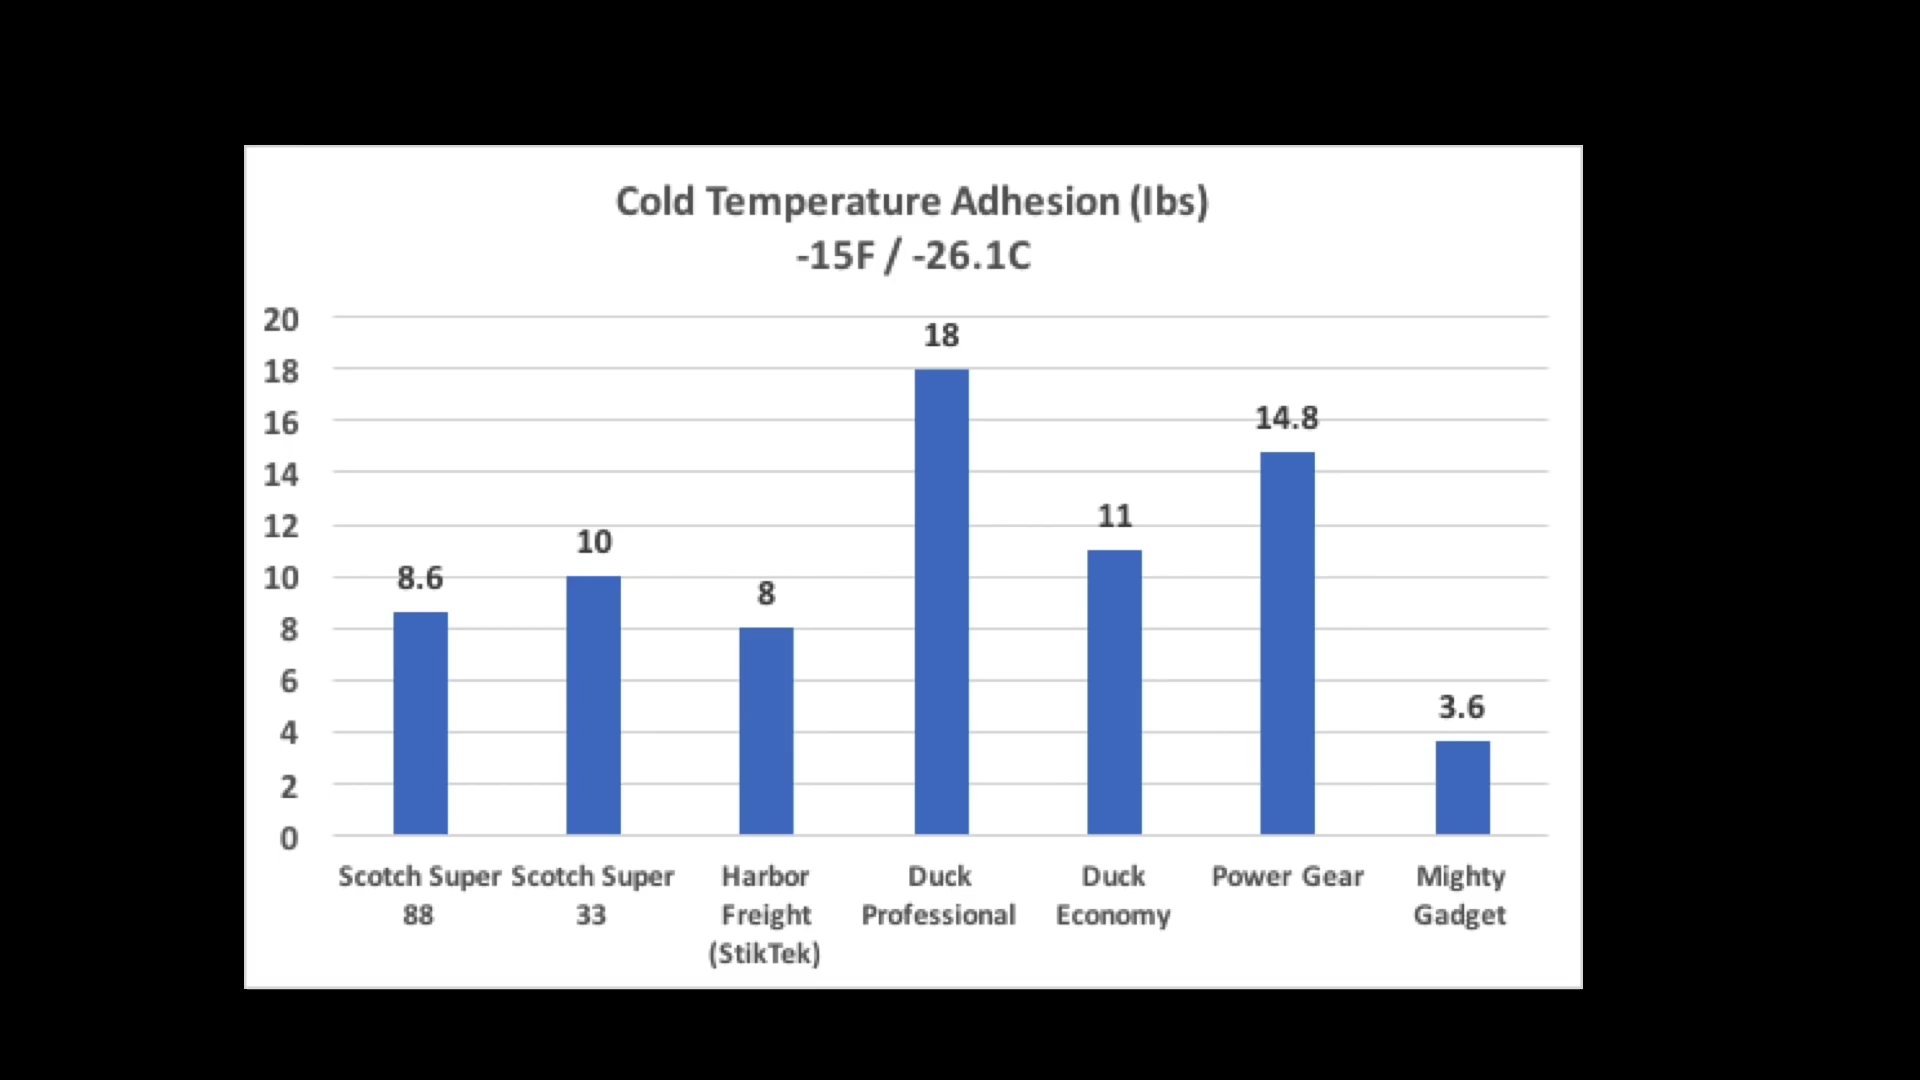 Cold Temperature Adhesion (lbs)
-15F / -26.1C
20
18
16
14
12
10
8
6
4
2
0
8.6
10
8
18
11
14.8
3.6
Scotch Super
88
Scotch Super
33
Harbor
Freight
(StikTek)
Duck
Professional
Duck
Economy
Power Gear
Mighty
Gadget